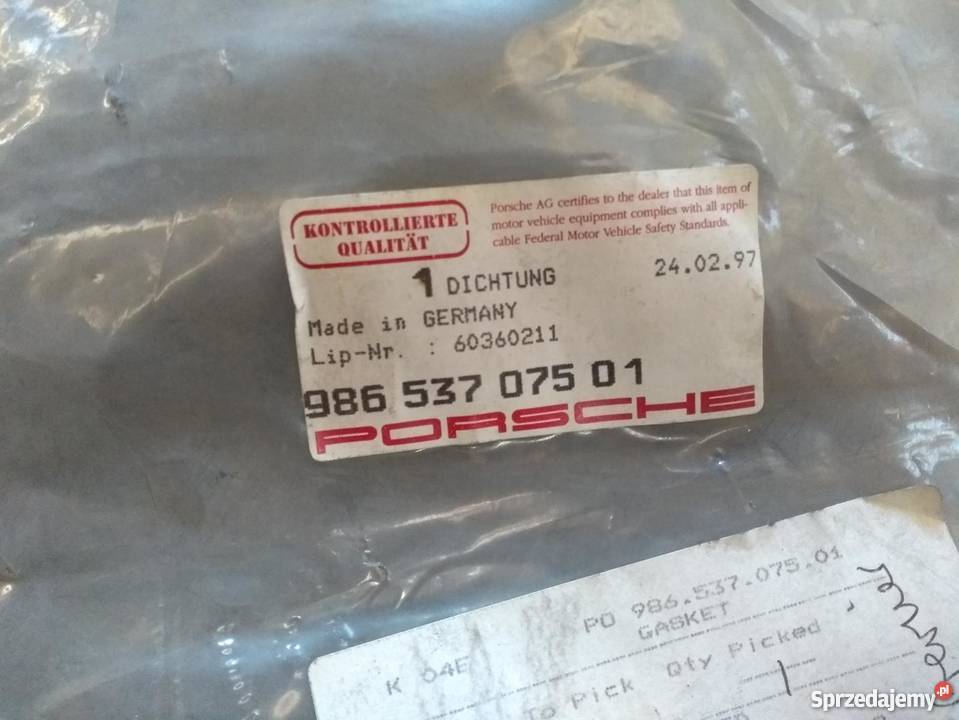 KONTROLLIERTE
QUALITÄT
Porsche AG certifies to the dealer that this item of
motor vehicle equipment complies with all appli-
cable Federal Motor Vehicle Safety Standards.
1 DICHTUNG
24.02.97
Made in GERMANY
Lip-Nr. : 60360211
986 537 075 01
PORSCHE
PO 986.537.075.01
GASKET
K 04E
To Pick Qty Picked
1
Sprzedajemy.pl